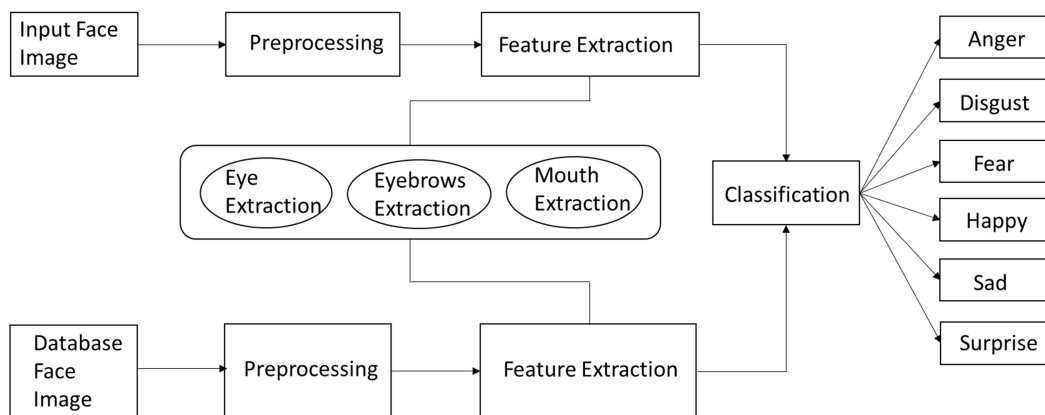 Input Face
Image
Preprocessing
Feature Extraction
Eye
Extraction
Eyebrows
Extraction
Mouth
Extraction
Classification
Anger
Disgust
Fear
Happy
Sad
Surprise
Database
Face
Image
Preprocessing
Feature Extraction